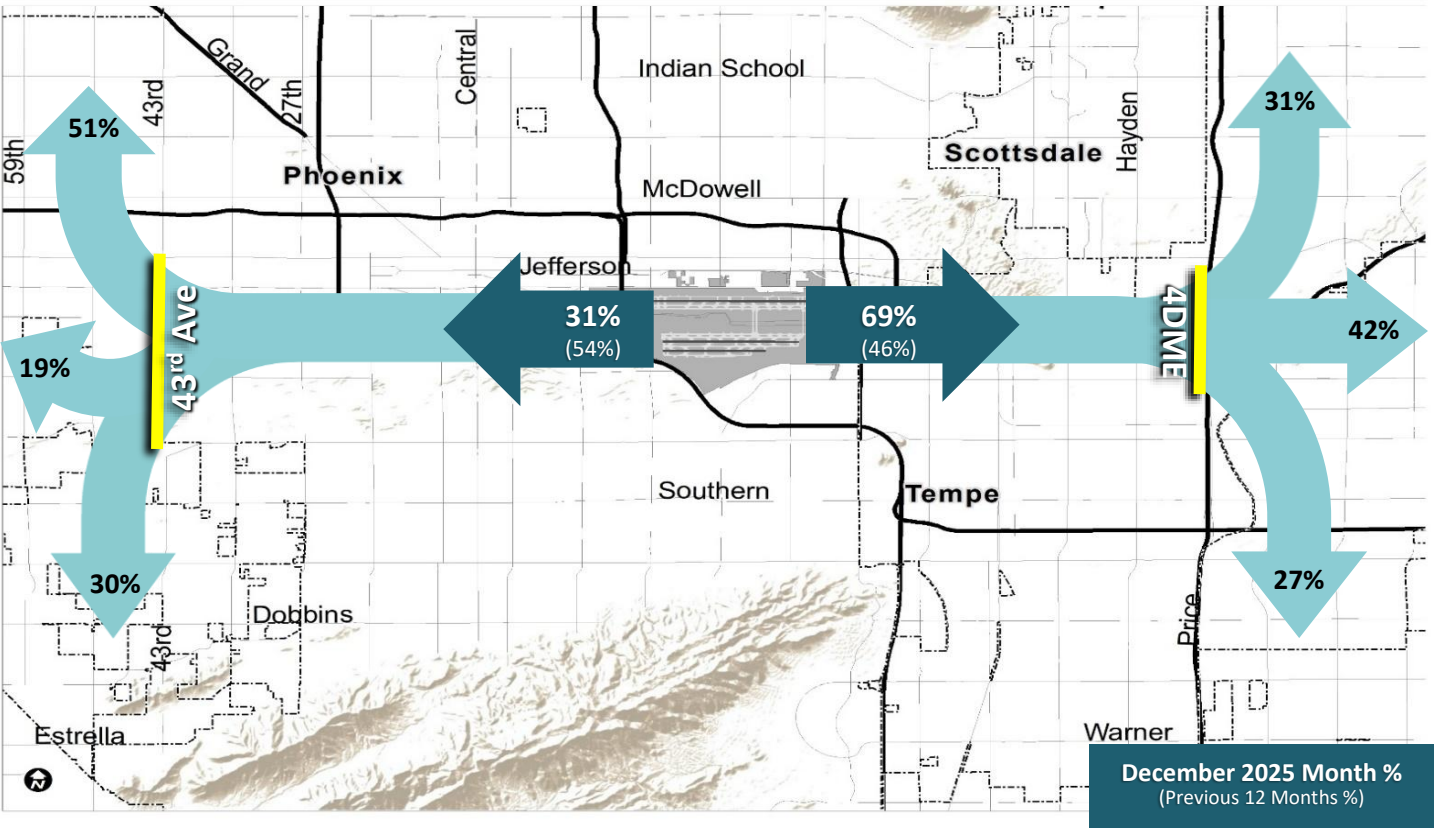 Grand
43rd
27th
Central
Indian School
Hayden
31%
51%
59th
Phoenix
Scottsdale
McDowell
Jefferson
43rd Ave
31%
(54%)
69%
(46%)
4DME
42%
19%
Southern
Tempe
30%
27%
Dobbins
43rd
Price
Estrella
Warner
N
December 2025 Month %
(Previous 12 Months %)